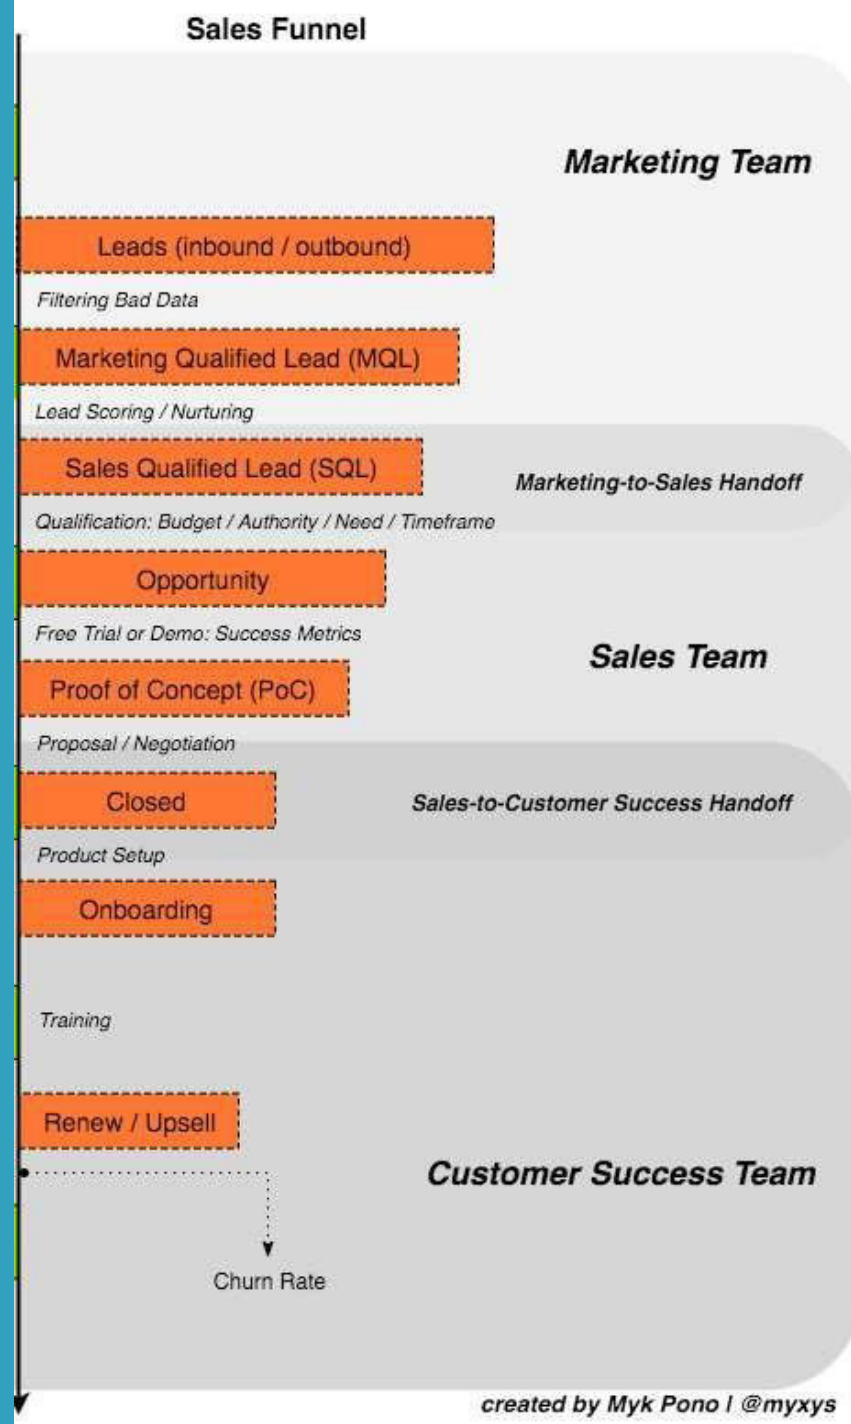 Sales Funnel
Marketing Team
Leads (inbound / outbound)
Filtering Bad Data
Marketing Qualified Lead (MQL)
Lead Scoring / Nurturing
Sales Qualified Lead (SQL)
Marketing-to-Sales Handoff
Qualification: Budget / Authority / Need / Timeframe
Opportunity
Free Trial or Demo: Success Metrics
Sales Team
Proof of Concept (PoC)
Proposal / Negotiation
Closed
Sales-to-Customer Success Handoff
Product Setup
Onboarding
Training
Renew / Upsell
Customer Success Team
Churn Rate
created by Myk Pono | @myxys